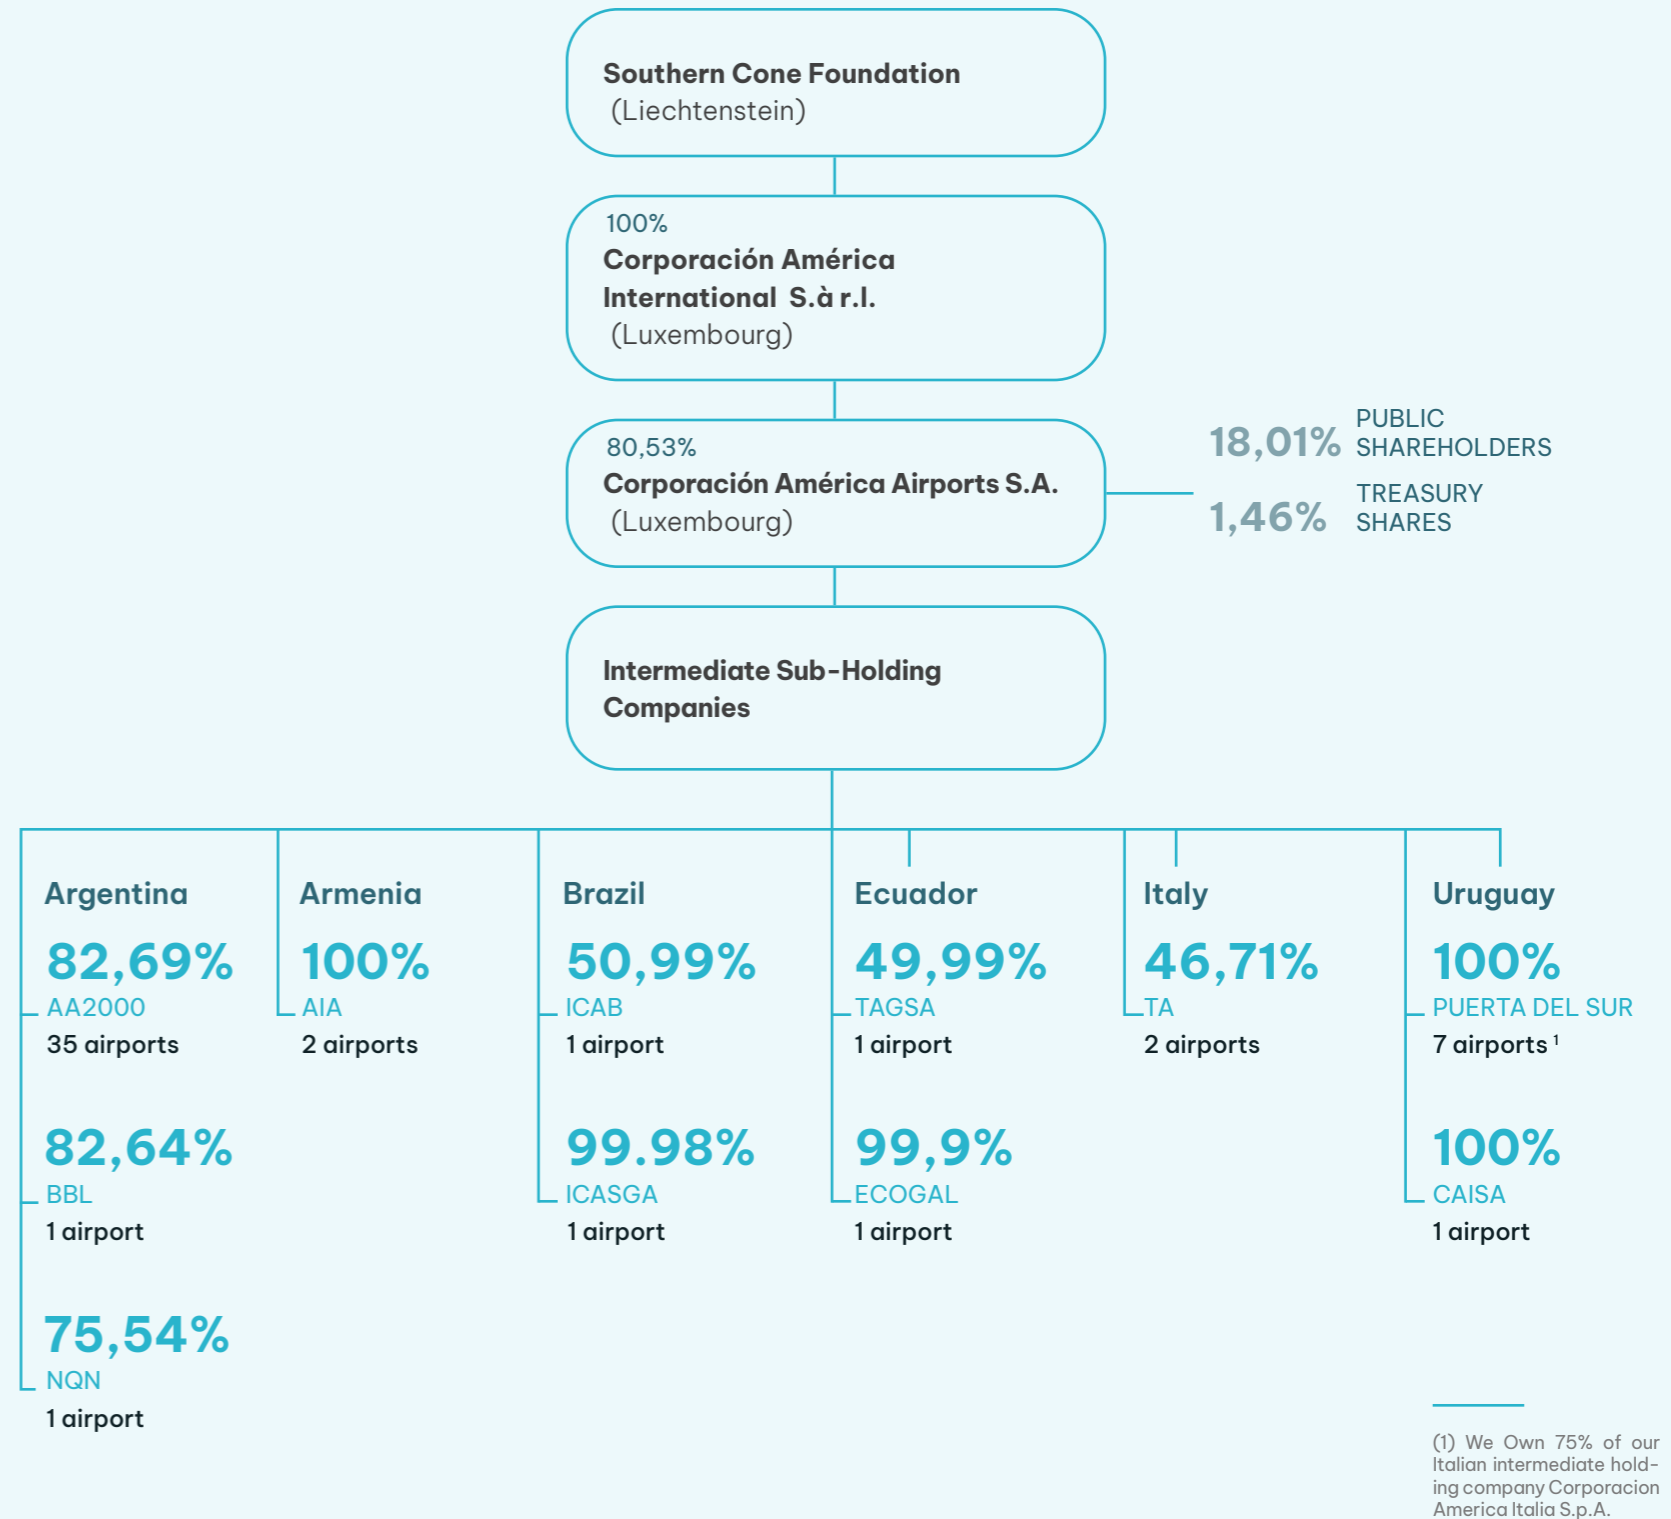 Southern Cone Foundation
(Liechtenstein)
100%
Corporación América
International S.à r.l.
(Luxembourg)
80,53%
Corporación América Airports S.A.
(Luxembourg)
18,01% PUBLIC
SHAREHOLDERS
1,46% TREASURY
SHARES
Intermediate Sub-Holding
Companies
Argentina
82,69%
AA2000
35 airports
82,64%
BBL
1 airport
75,54%
NQN
1 airport
Armenia
100%
AIA
2 airports
Brazil
50,99%
ICAB
1 airport
99.98%
ICASGA
1 airport
Ecuador
49,99%
TAGSA
1 airport
99,9%
ECOGAL
1 airport
Italy
46,71%
TA
2 airports
Uruguay
100%
PUERTA DEL SUR
7 airports ¹
100%
CAISA
1 airport
(1) We Own 75% of our
Italian intermediate hold-
ing company Corporacion
America Italia S.p.A.